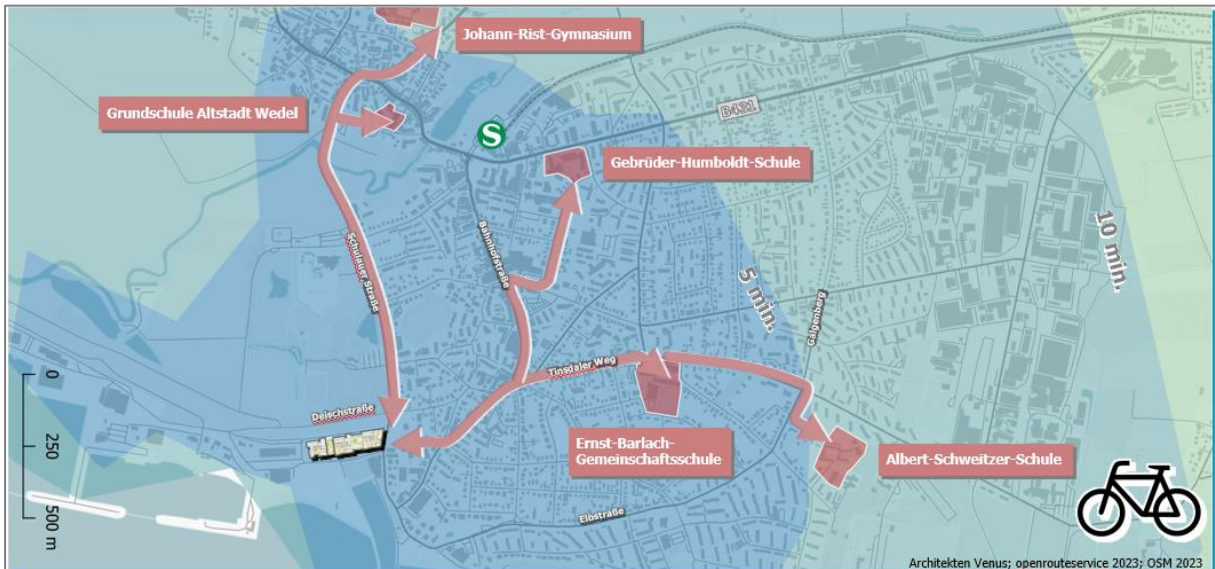 Johann-Rist-Gymnasium
Grundschule Altstadt Wedel
S
B431
Gebrüder-Humboldt-Schule
Schulauer Straße
Bahnhofstraße
5 min.
10 min.
Galgenberg
Tinsdaler Weg
Deischstraße
0
250
500 m
Ernst-Barlach-
Gemeinschaftsschule
Albert-Schweitzer-Schule
Elbstraße
Architekten Venus; openrouteservice 2023; OSM 2023